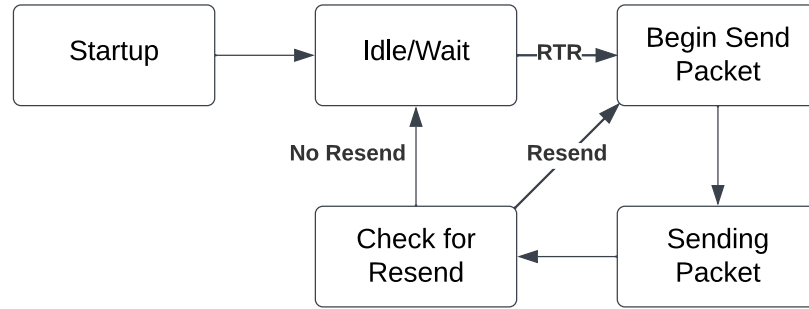 Startup
Idle/Wait
RTR
Begin Send
Packet
No Resend
Resend
Check for
Resend
Sending
Packet